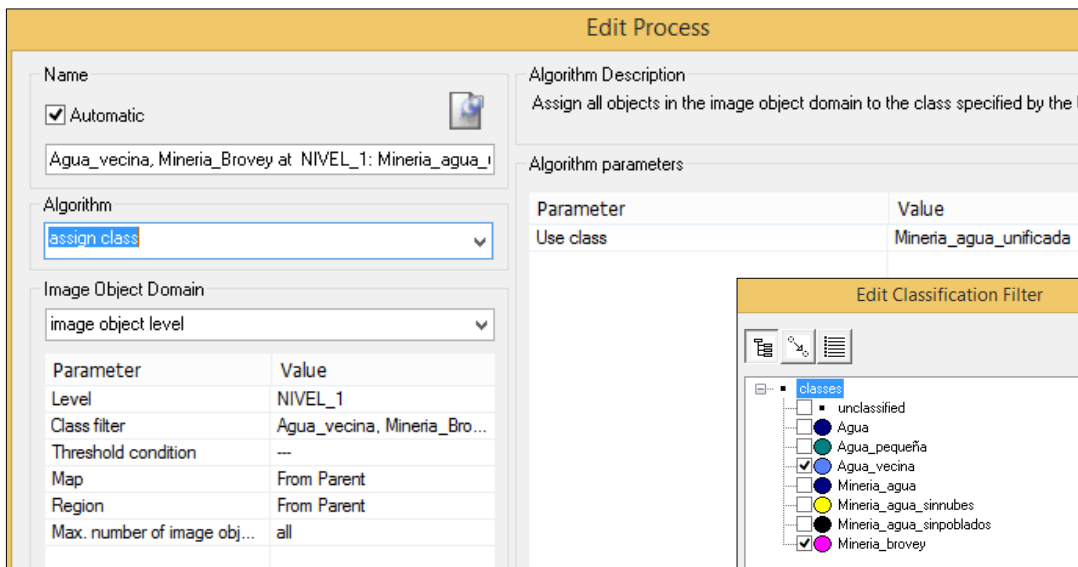 Edit Process
Name
Automatic
Agua_vecina, Mineria_Brovey at NIVEL_1: Mineria_agua_
Algorithm
assign class
Image Object Domain
image object level
Parameter Value
Level NIVEL_1
Class filter Agua_vecina, Mineria_Bro...
Threshold condition ---
Map From Parent
Region From Parent
Max. number of image obj... all
Algorithm Description
Assign all objects in the image object domain to the class specified by the
Algorithm parameters
Parameter Value
Use class Mineria_agua_unificada
Edit Classification Filter
classes
unclassified
Agua
Agua_pequeña
Agua_vecina
Mineria_agua
Mineria_agua_sinnubes
Mineria_agua_sinpoblados
Mineria_brovey